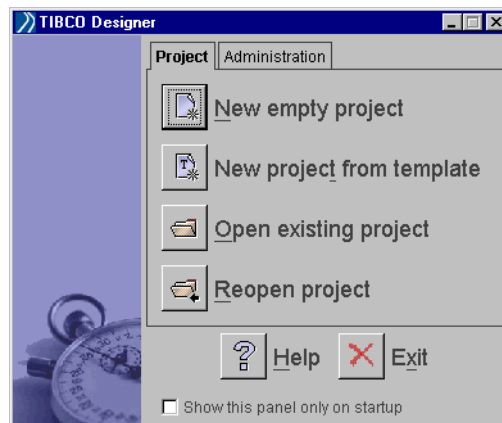 TIBCO Designer
Project Administration
New empty project
New project from template
Open existing project
Reopen project
Help Exit
Show this panel only on startup